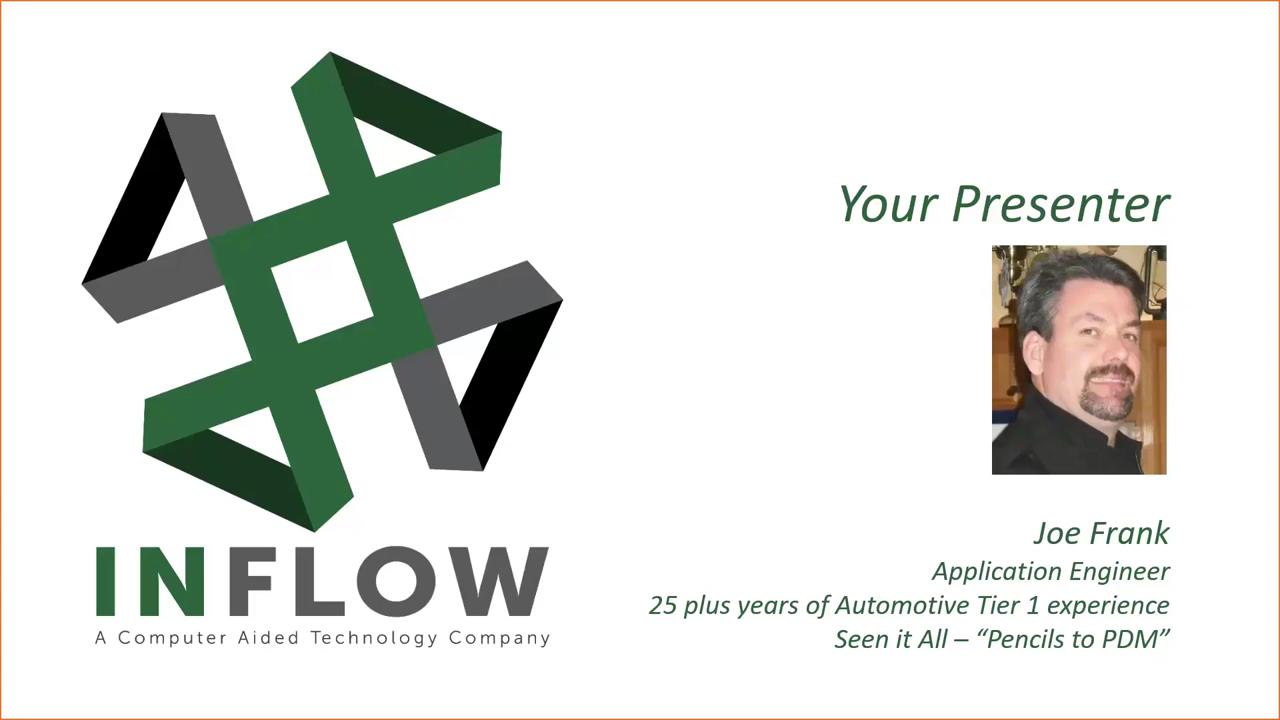 Your Presenter
INFLOW
A Computer Aided Technology Company
Joe Frank
Application Engineer
25 plus years of Automotive Tier 1 experience
Seen it All – “Pencils to PDM”